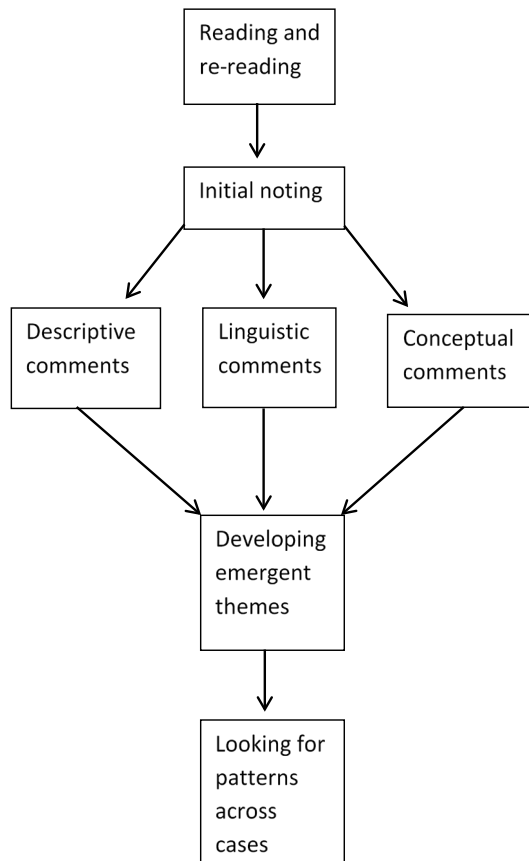 Reading and
re-reading
Initial noting
Descriptive
comments
Linguistic
comments
Conceptual
comments
Developing
emergent
themes
Looking for
patterns
across
cases